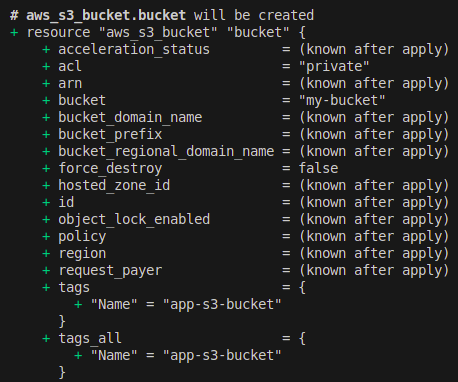 # aws_s3_bucket.bucket will be created
+ resource "aws_s3_bucket" "bucket" {
+ acceleration_status = (known after apply)
+ acl = "private"
+ arn = (known after apply)
+ bucket = "my-bucket"
+ bucket_domain_name = (known after apply)
+ bucket_prefix = (known after apply)
+ bucket_regional_domain_name = (known after apply)
+ force_destroy = false
+ hosted_zone_id = (known after apply)
+ id = (known after apply)
+ object_lock_enabled = (known after apply)
+ policy = (known after apply)
+ region = (known after apply)
+ request_payer = (known after apply)
+ tags = {
+ "Name" = "app-s3-bucket"
}
+ tags_all = {
+ "Name" = "app-s3-bucket"
}